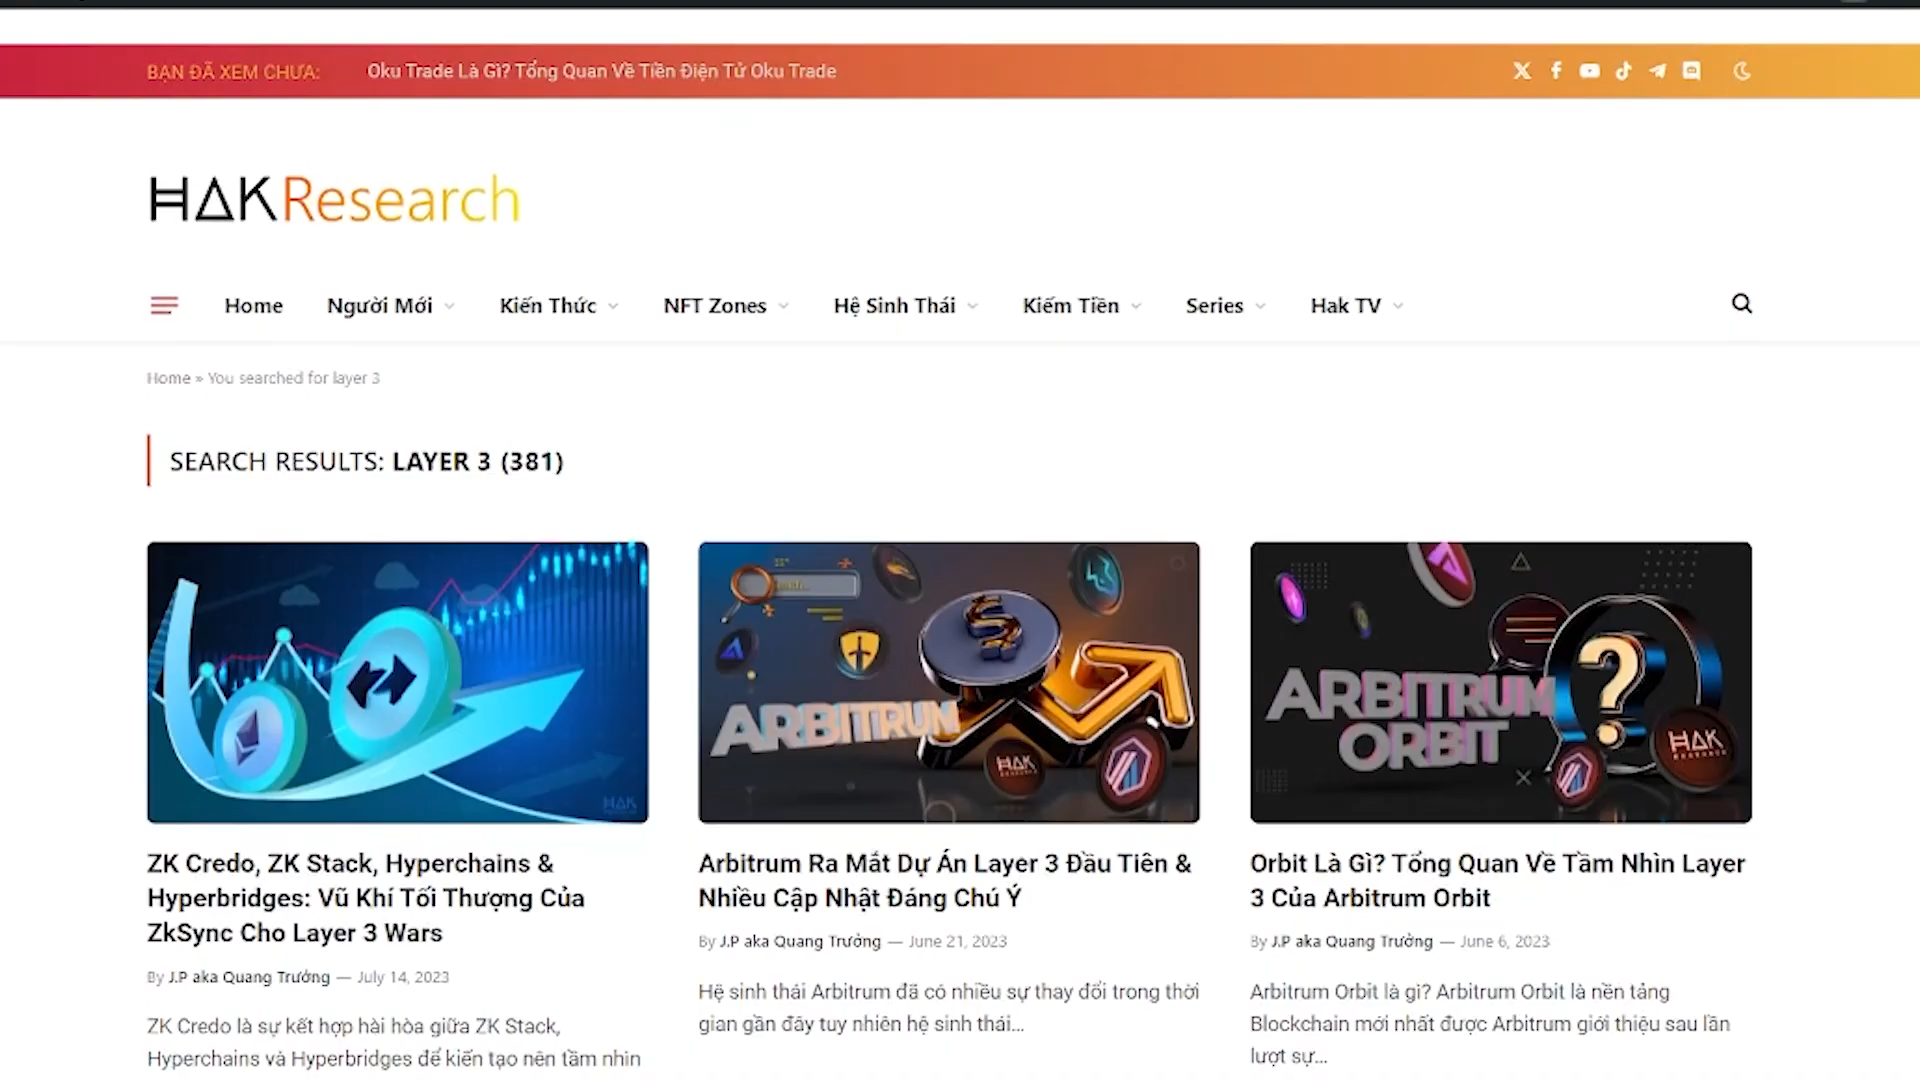 BẠN ĐÃ XEM CHƯA: Oku Trade Là Gì? Tổng Quan Về Tiền Điện Tử Oku Trade
HAKResearch
Home Người Mới Kiến Thức NFT Zones Hệ Sinh Thái Kiếm Tiền Series Hak TV
Home » You searched for layer 3
SEARCH RESULTS: LAYER 3 (381)
HAK
ARBITRUM
HAK
ARBITRUM
ORBIT
HAK
RESEARCH
ZK Credo, ZK Stack, Hyperchains &
Hyperbridges: Vũ Khí Tối Thượng Của
ZkSync Cho Layer 3 Wars
By J.P aka Quang Trưởng — July 14, 2023
ZK Credo là sự kết hợp hài hòa giữa ZK Stack,
Hyperchains và Hyperbridges để kiến tạo nên tầm nhìn
Arbitrum Ra Mắt Dự Án Layer 3 Đầu Tiên &
Nhiều Cập Nhật Đáng Chú Ý
By J.P aka Quang Trưởng — June 21, 2023
Hệ sinh thái Arbitrum đã có nhiều sự thay đổi trong thời
gian gần đây tuy nhiên hệ sinh thái...
Orbit Là Gì? Tổng Quan Về Tầm Nhìn Layer
3 Của Arbitrum Orbit
By J.P aka Quang Trưởng — June 6, 2023
Arbitrum Orbit là gì? Arbitrum Orbit là nền tảng
Blockchain mới nhất được Arbitrum giới thiệu sau lần
lượt sự...